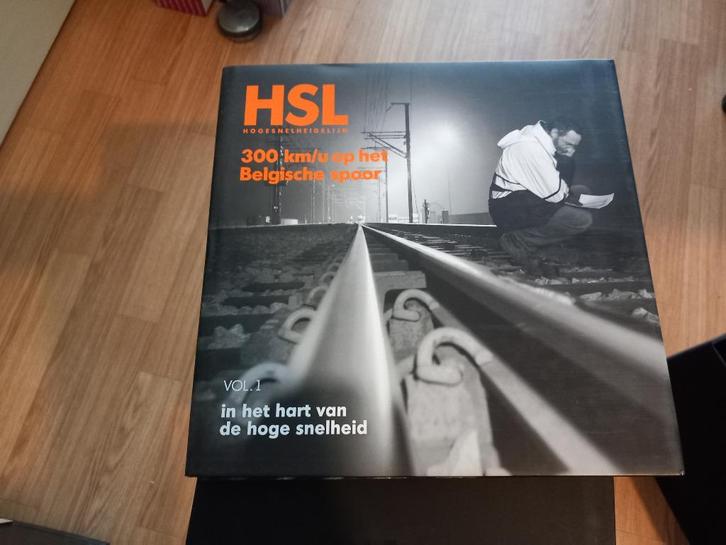 HSL
HOGESNELHEIDSLIJN
300 km/u op het
Belgische spoor
VOL.1
in het hart van
de hoge snelheid